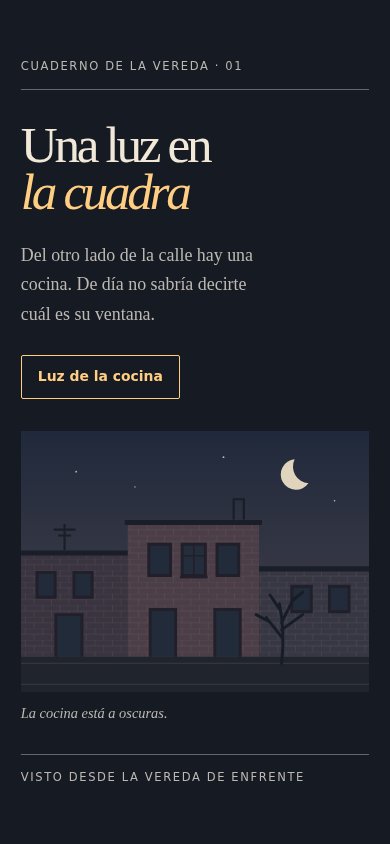 CUADERNO DE LA VEREDA · 01
Una luz en
la cuadra
Del otro lado de la calle hay una
cocina. De día no sabría decirte
cuál es su ventana.
Luz de la cocina
La cocina está a oscuras.
VISTO DESDE LA VEREDA DE ENFRENTE